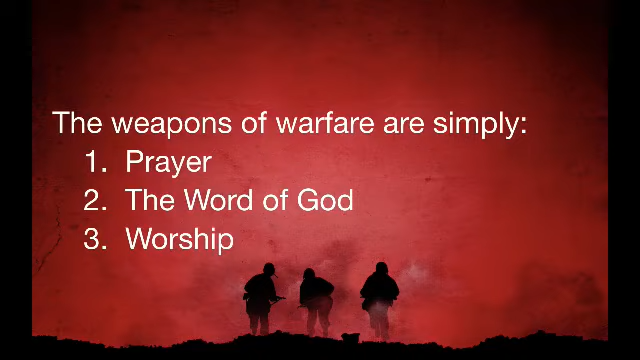 The weapons of warfare are simply:
1. Prayer
2. The Word of God
3. Worship